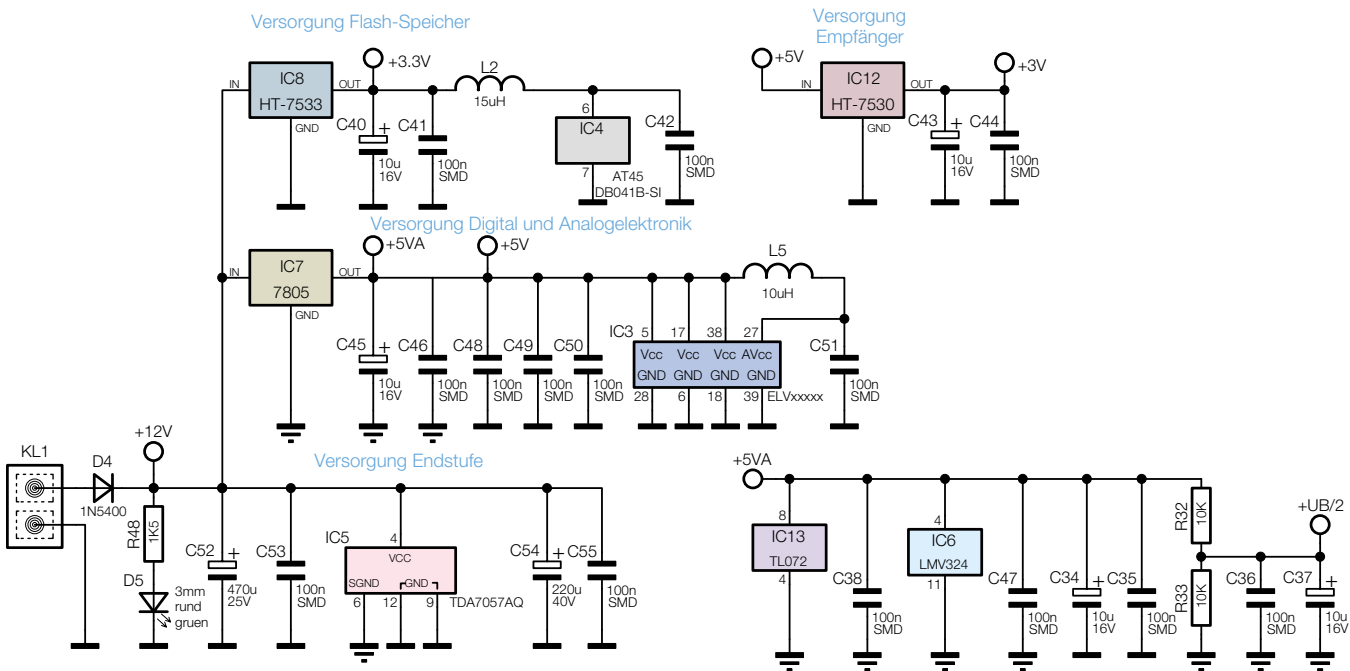 Versorgung Flash-Speicher
+3.3V
IN
IC8
HT-7533
OUT
GND
C40
+
10u
16V
C41
100n
SMD
L2
15uH
6
IC4
7
AT45
DB041B-SI
C42
100n
SMD
Versorgung
Empfänger
+5V
IN
IC12
HT-7530
OUT
GND
+3V
C43
+
10u
16V
C44
100n
SMD
Versorgung Digital und Analogelektronik
+5VA
+5V
IN
IC7
7805
OUT
GND
C45
+
10u
16V
C46
100n
SMD
C48
100n
SMD
C49
100n
SMD
C50
100n
SMD
L5
10uH
IC3
5
17
38
27
Vcc
Vcc
Vcc
AVcc
GND
GND
GND
GND
28
6
18
39
ELVxxxxx
C51
100n
SMD
KL1
D4
1N5400
+12V
R48
1K5
D5
3mm
rund
gruen
Versorgung Endstufe
C52
+
470u
25V
C53
100n
SMD
IC5
4
VCC
SGND
GND
6
12
9
TDA7057AQ
C54
+
220u
40V
C55
100n
SMD
+5VA
8
IC13
TL072
4
C38
100n
SMD
4
IC6
LMV324
11
C47
100n
SMD
C34
+
10u
16V
C35
100n
SMD
R32
10K
R33
10K
+UB/2
C36
100n
SMD
C37
+
10u
16V